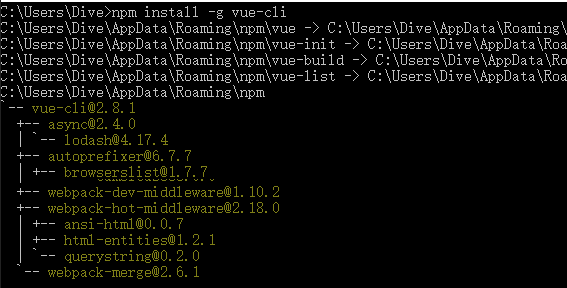 C:\Users\Dive>npm install -g vue-cli
C:\Users\Dive\AppData\Roaming\npm\vue -> C:\Users\Dive\AppData\Roaming\
C:\Users\Dive\AppData\Roaming\npm\vue-init -> C:\Users\Dive\AppData\Roa
C:\Users\Dive\AppData\Roaming\npm\vue-build -> C:\Users\Dive\AppData\Ro
C:\Users\Dive\AppData\Roaming\npm\vue-list -> C:\Users\Dive\AppData\Roa
C:\Users\Dive\AppData\Roaming\npm
`-- vue-cli@2.8.1
  +-- async@2.4.0
  | `-- lodash@4.17.4
  +-- autoprefixer@6.7.7
  | +-- browserslist@1.7.7
  +-- webpack-dev-middleware@1.10.2
  +-- webpack-hot-middleware@2.18.0
  | +-- ansi-html@0.0.7
  | +-- html-entities@1.2.1
  | `-- querystring@0.2.0
  `-- webpack-merge@2.6.1